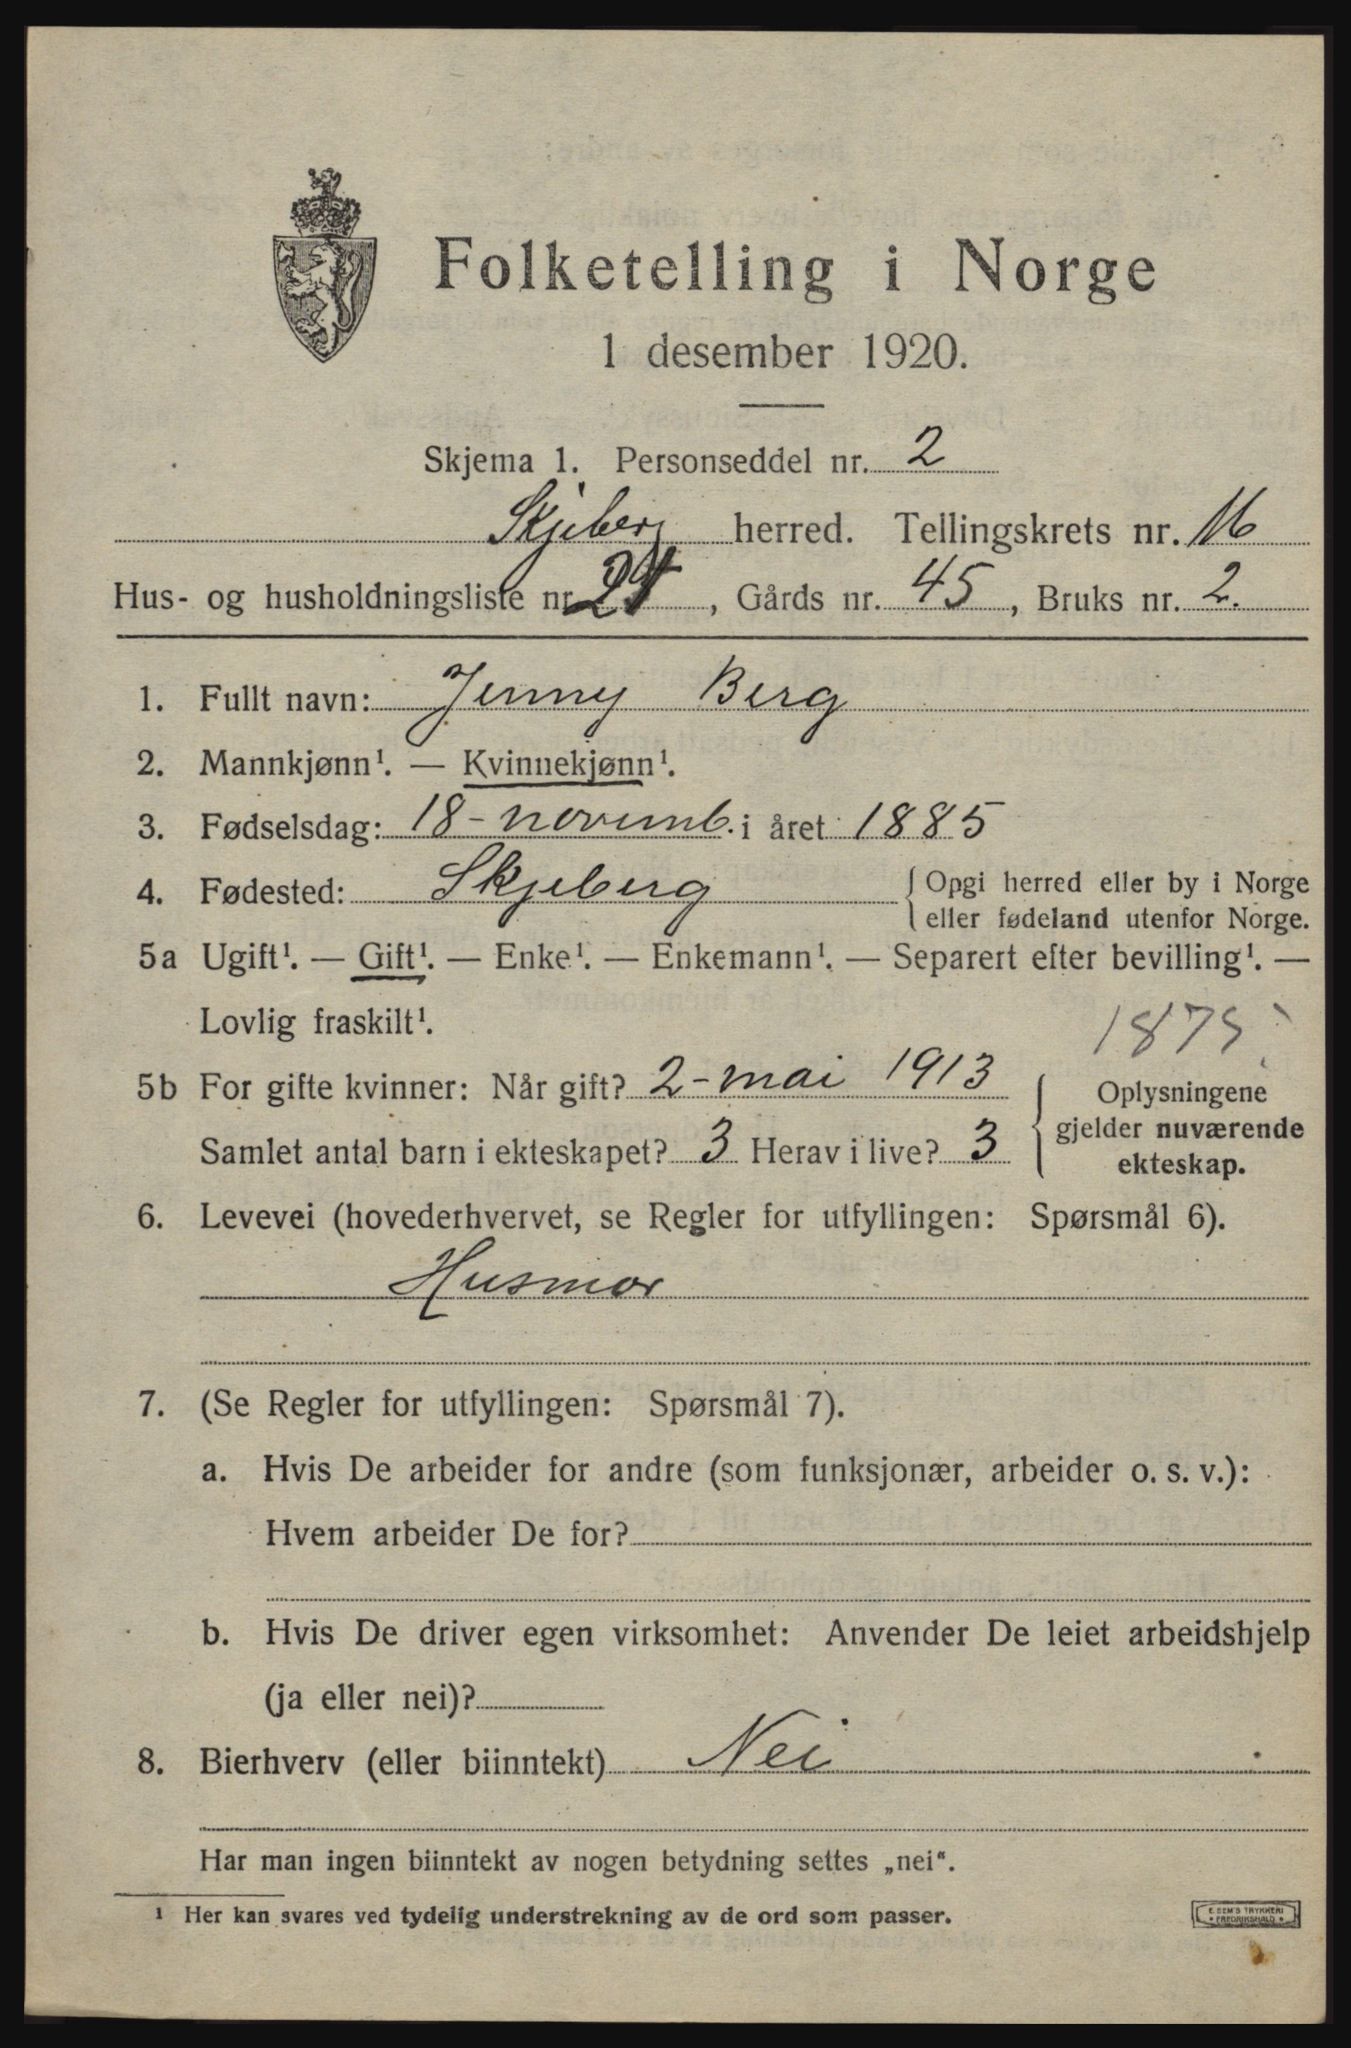 Folketelling i Norge
1 desember 1920.
Skjema 1. Personseddel nr. 2
Skjeberg herred. Tellingskrets nr. 16
Hus- og husholdningsliste nr. , Gårds nr. 45, Bruks nr. 2.
1. Fullt navn: Jenny Berg
2. Mannkjønn¹. — Kvinnekjønn¹.
3. Fødselsdag: 18 - novemb. i året 1885
4. Fødested: Skjeberg { Opgi herred eller by i Norge
eller fødeland utenfor Norge.
5a Ugift¹. — Gift¹. — Enke¹. — Enkemann¹. — Separert efter bevilling¹. —
Lovlig fraskilt¹.
1879
5b For gifte kvinner: Når gift? 2 - mai 1913 { Oplysningene
gjelder nuværende
Samlet antal barn i ekteskapet? 3 Herav i live? 3
ekteskap.
6. Levevei (hovederhvervet, se Regler for utfyllingen: Spørsmål 6).
Husmor
7. (Se Regler for utfyllingen: Spørsmål 7).
a. Hvis De arbeider for andre (som funksjonær, arbeider o. s. v.):
Hvem arbeider De for?
b. Hvis De driver egen virksomhet: Anvender De leiet arbeidshjelp
(ja eller nei)?
8. Bierhverv (eller biinntekt) Nei
Har man ingen biinntekt av nogen betydning settes „nei“.
¹ Her kan svares ved tydelig understrekning av de ord som passer.
E. SEM'S TRYKKERI
* FREDRIKSHALD *